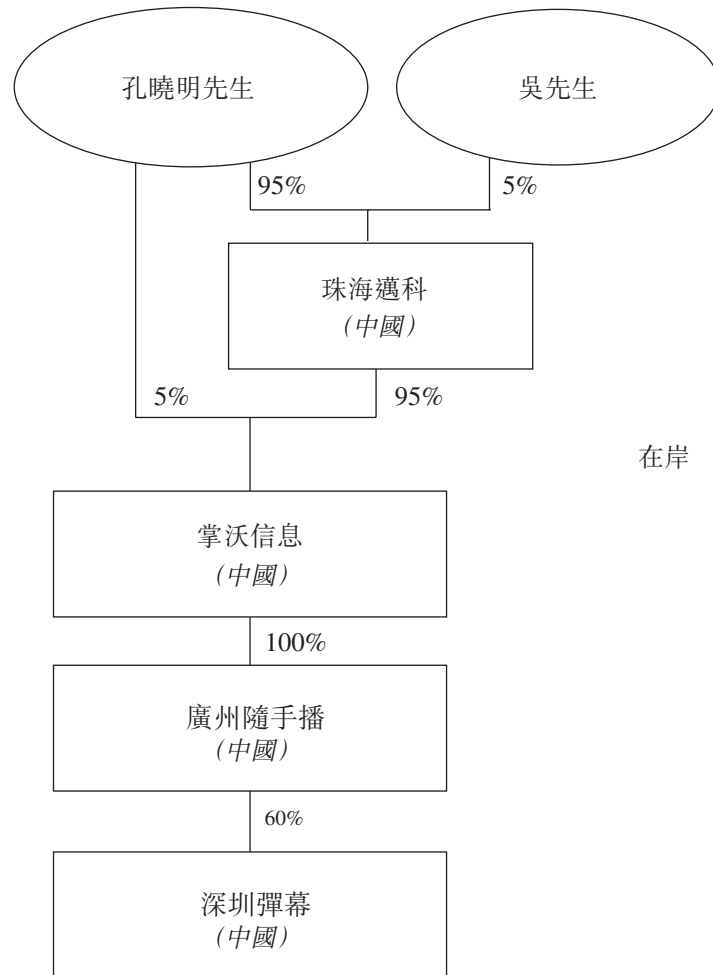 孔曉明先生
吳先生
95%
5%
珠海邁科
（中國）
5%
95%
在岸
掌沃信息
（中國）
100%
廣州隨手播
（中國）
60%
深圳彈幕
（中國）